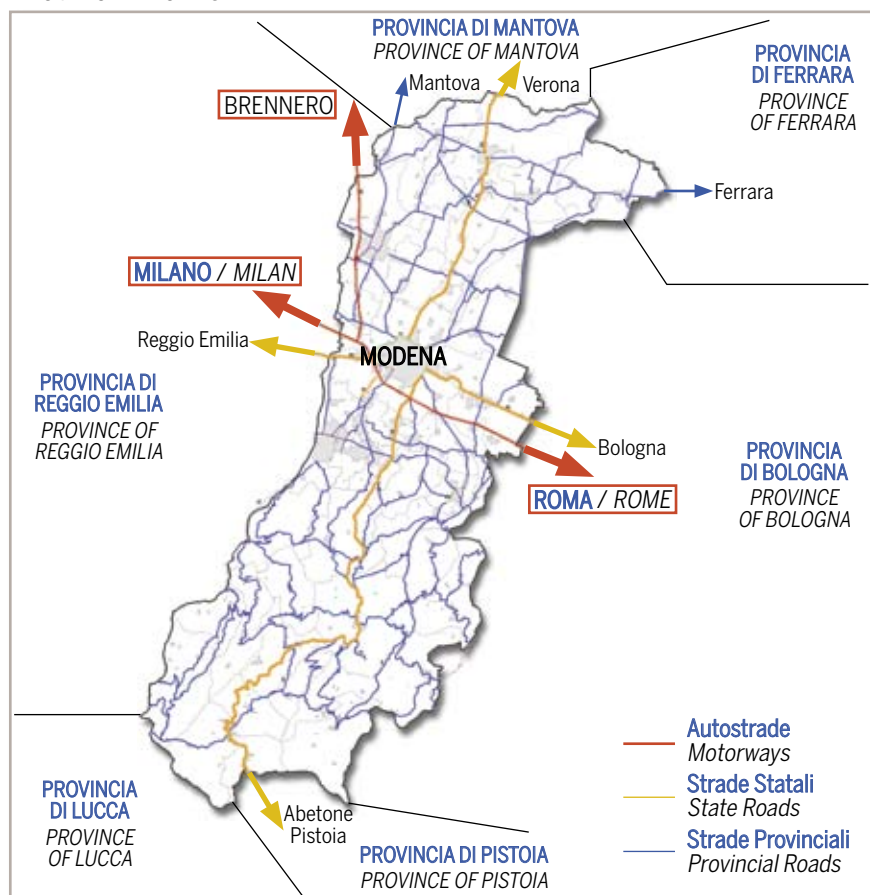 PROVINCIA DI MANTOVA
PROVINCE OF MANTOVA
PROVINCIA
DI FERRARA
PROVINCE
OF FERRARA
Mantova
Verona
BRENNERO
Ferrara
MILANO / MILAN
Reggio Emilia
MODENA
PROVINCIA DI
REGGIO EMILIA
PROVINCE OF
REGGIO EMILIA
Bologna
PROVINCIA
DI BOLOGNA
PROVINCE
OF BOLOGNA
ROMA / ROME
Autostrade
Motorways
Strade Statali
State Roads
Strade Provinciali
Provincial Roads
PROVINCIA
DI LUCCA
PROVINCE
OF LUCCA
Abetone
Pistoia
PROVINCIA DI PISTOIA
PROVINCE OF PISTOIA